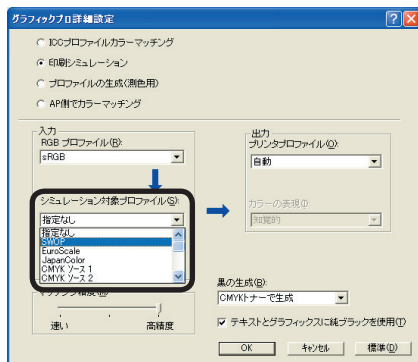 グラフィックプロ詳細設定
ICCプロファイルカラーマッチング
印刷シミュレーション
プロファイルの生成(測色用)
AP側でカラーマッチング
入力
RGB プロファイル(R):
sRGB
シミュレーション対象プロファイル(S):
指定なし
指定なし
SWOP
EuroScale
JapanColor
CMYK ソース 1
CMYK ソース 2
速い
高精度
出力
プリンタプロファイル(O):
自動
カラーの表現(I)
知覚的
黒の生成(B):
CMYKトナーで生成
テキストとグラフィックスに純ブラックを使用(T)
OK
キャンセル
標準(D)